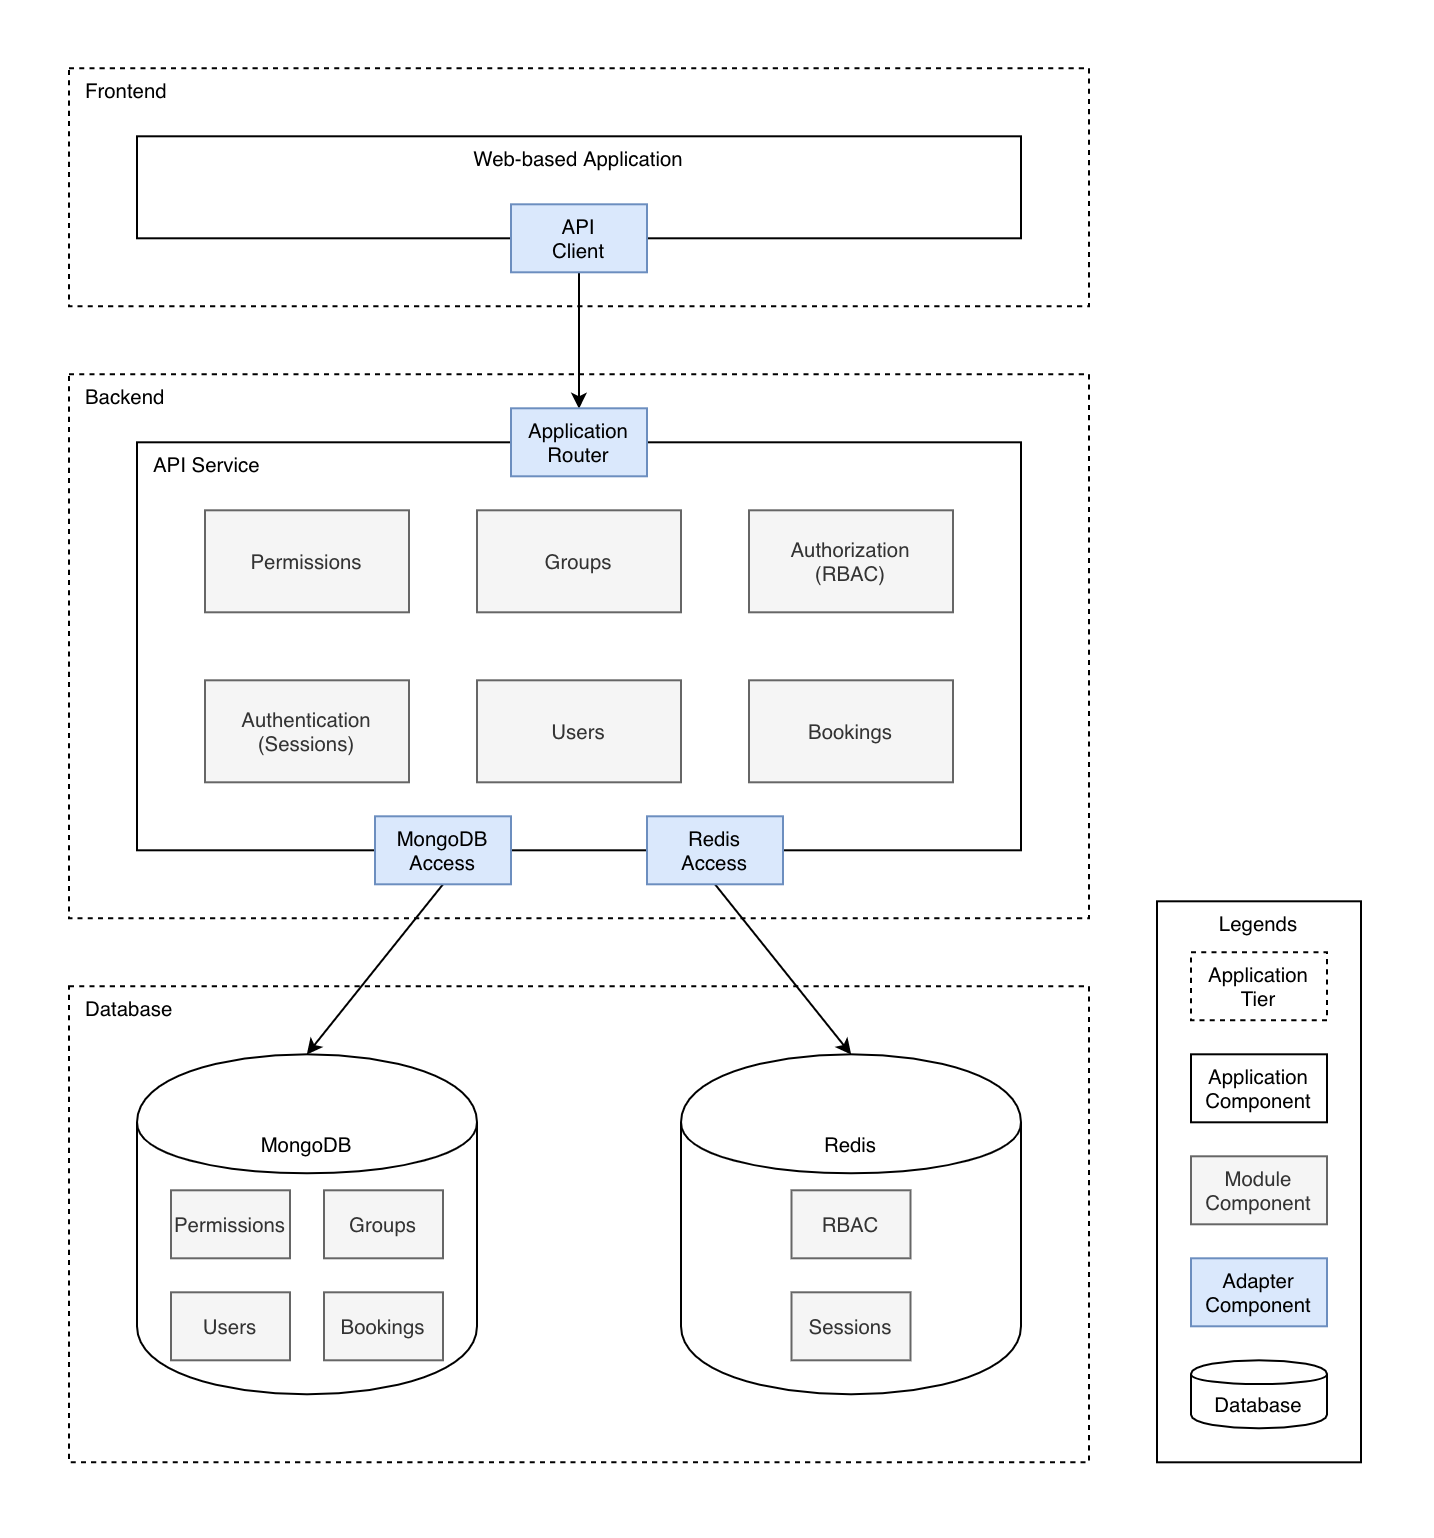 Frontend
Web-based Application
API
Client
Backend
Application
Router
API Service
Permissions
Groups
Authorization
(RBAC)
Authentication
(Sessions)
Users
Bookings
MongoDB
Access
Redis
Access
Database
MongoDB
Permissions
Groups
Users
Bookings
Redis
RBAC
Sessions
Legends
Application
Tier
Application
Component
Module
Component
Adapter
Component
Database